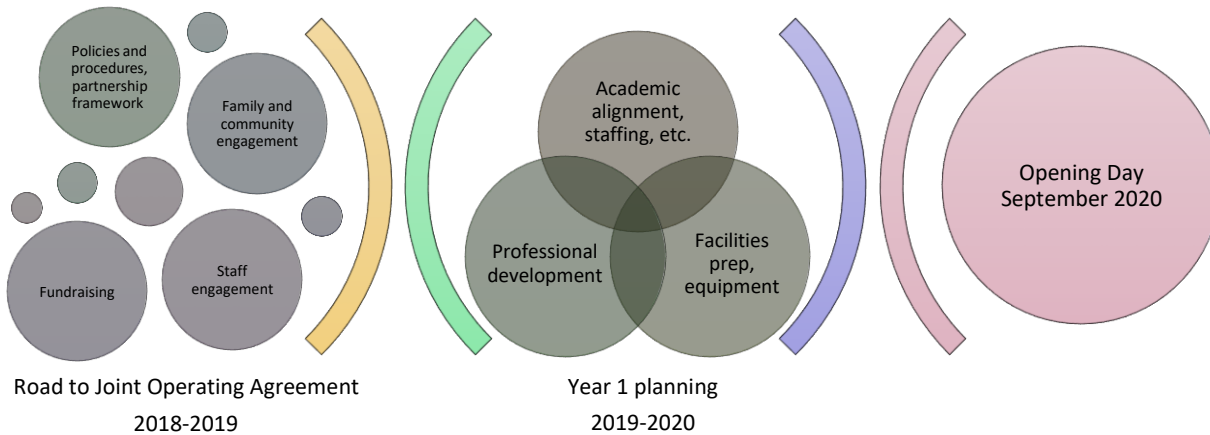 Policies and
procedures,
partnership
framework
Family and
community
engagement
Fundraising
Staff
engagement
Road to Joint Operating Agreement
2018-2019
Academic
alignment,
staffing, etc.
Professional
development
Facilities
prep,
equipment
Year 1 planning
2019-2020
Opening Day
September 2020